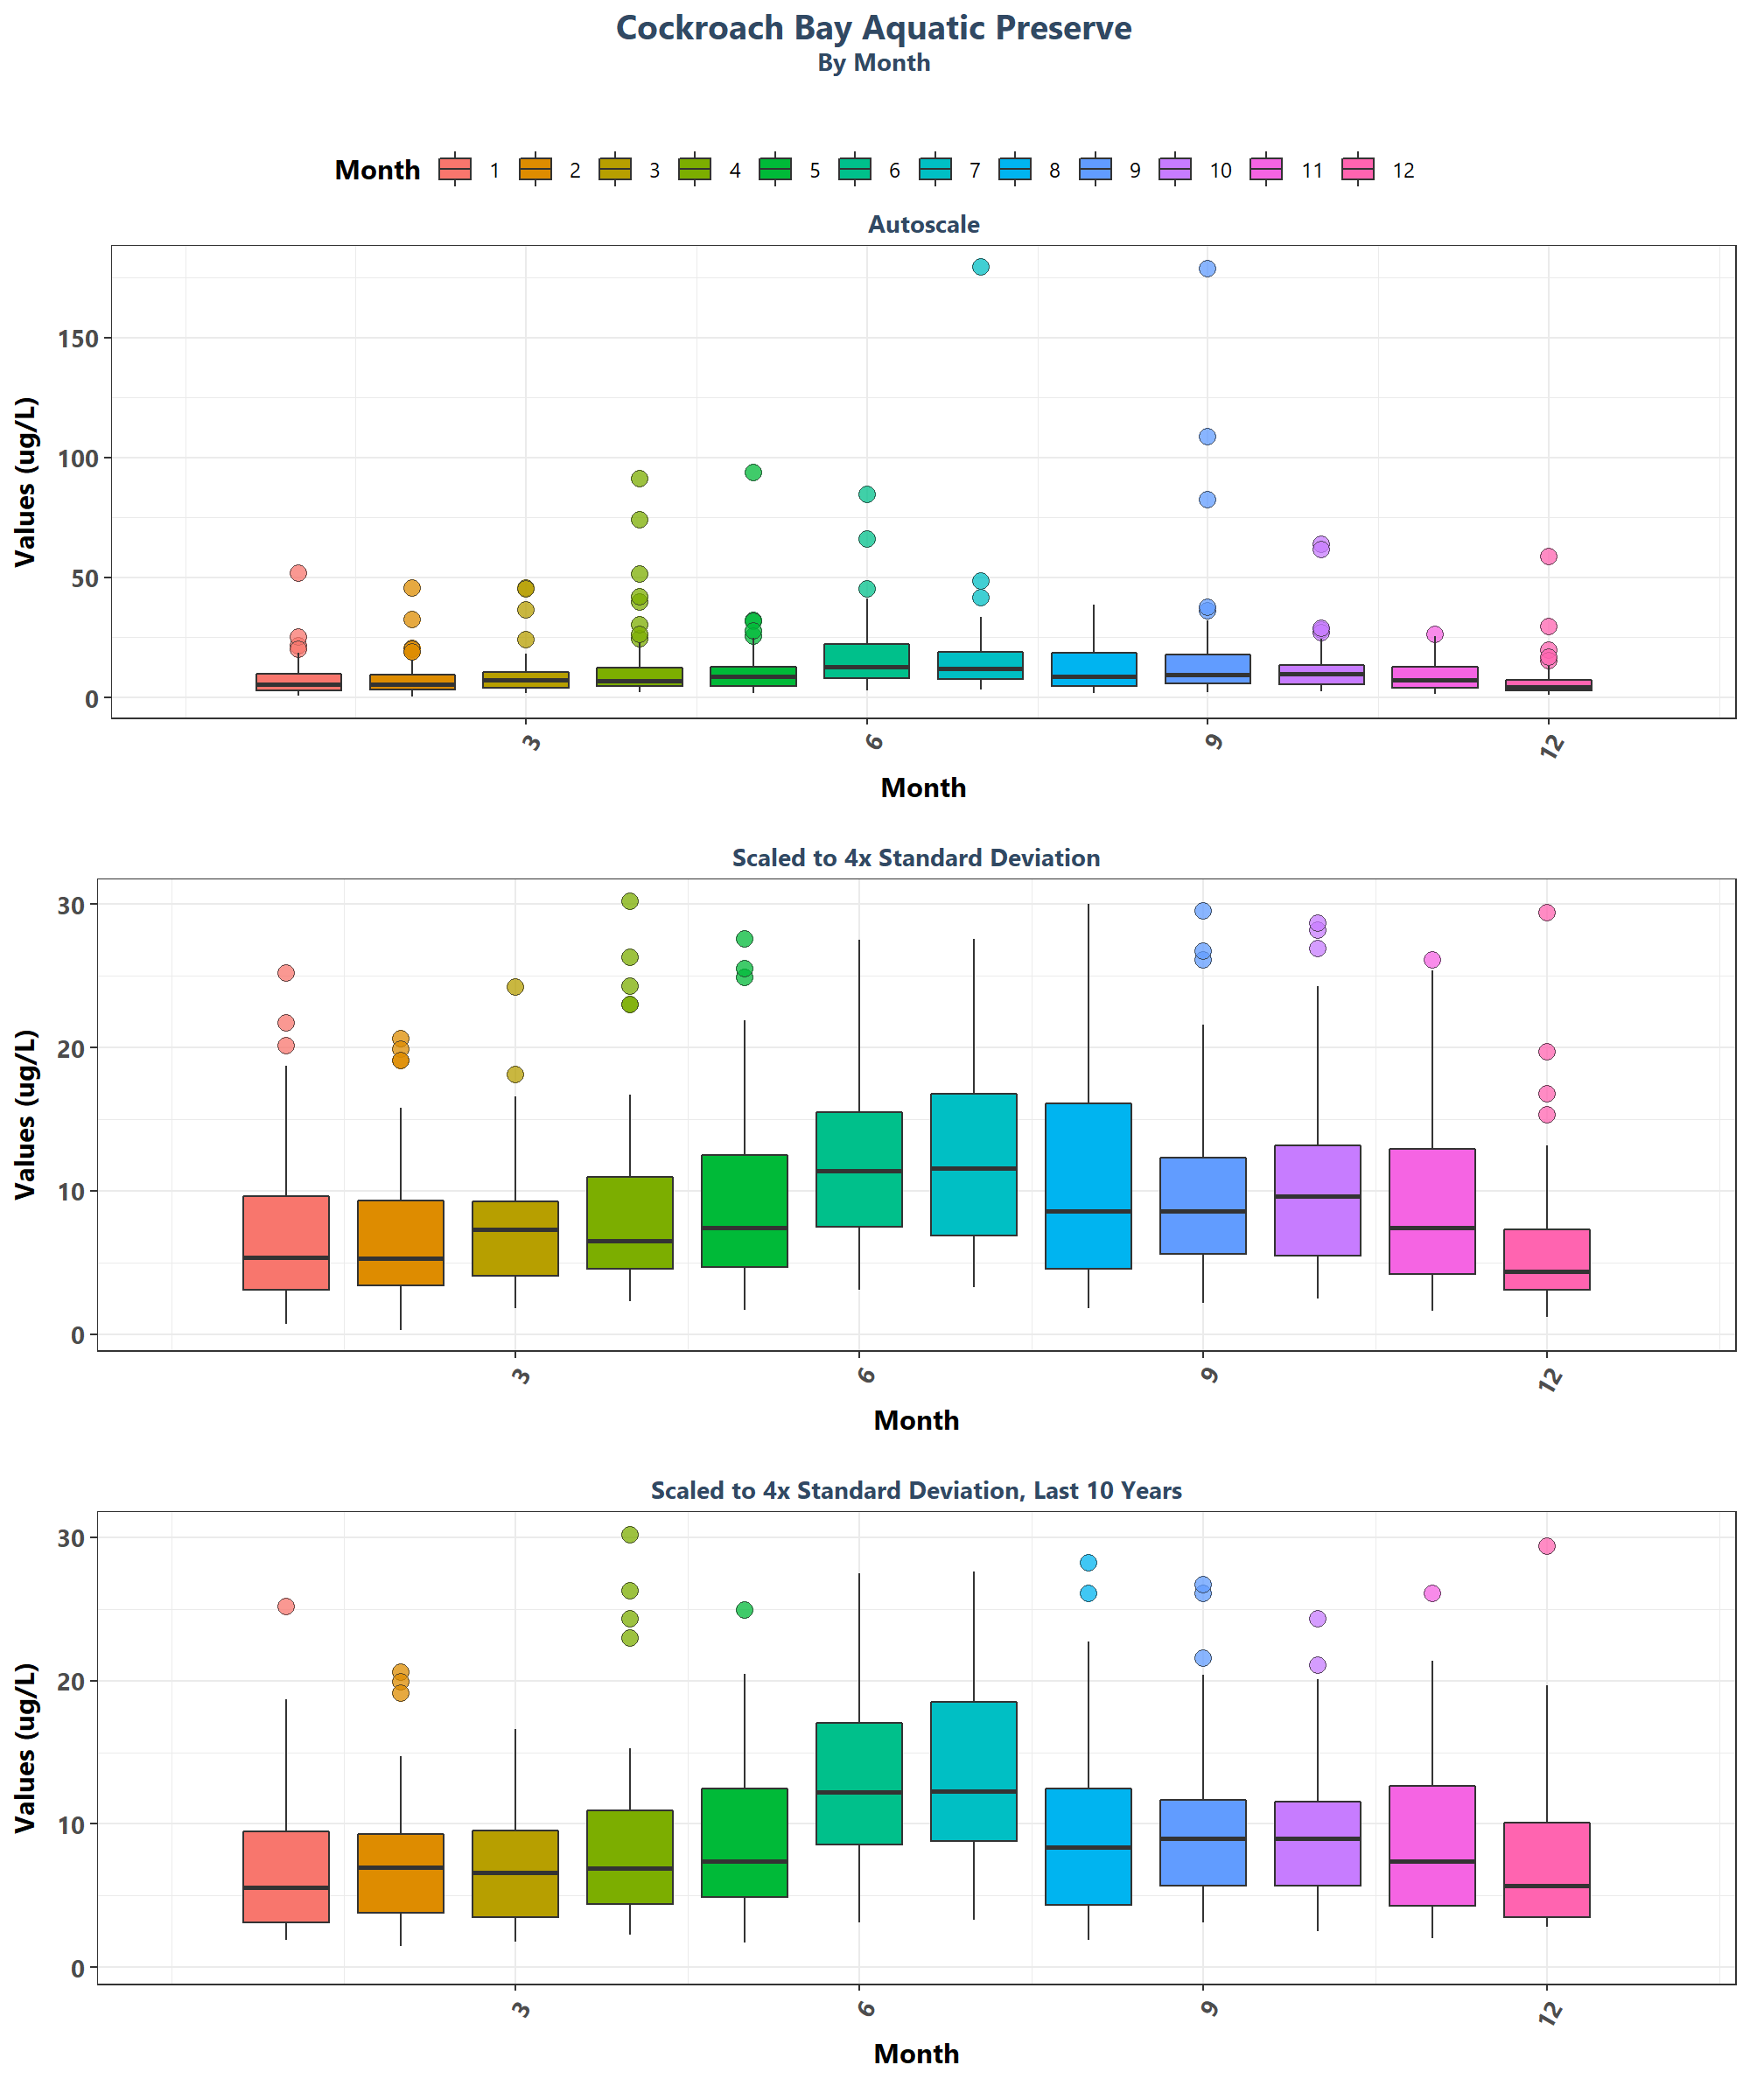 Cockroach Bay Aquatic Preserve
By Month
Month 1 2 3 4 5 6 7 8 9 10 11 12
Autoscale
Values (ug/L)
150
100
50
0
3 6 9 12
Month
Scaled to 4x Standard Deviation
Values (ug/L)
30
20
10
0
3 6 9 12
Month
Scaled to 4x Standard Deviation, Last 10 Years
Values (ug/L)
30
20
10
0
3 6 9 12
Month